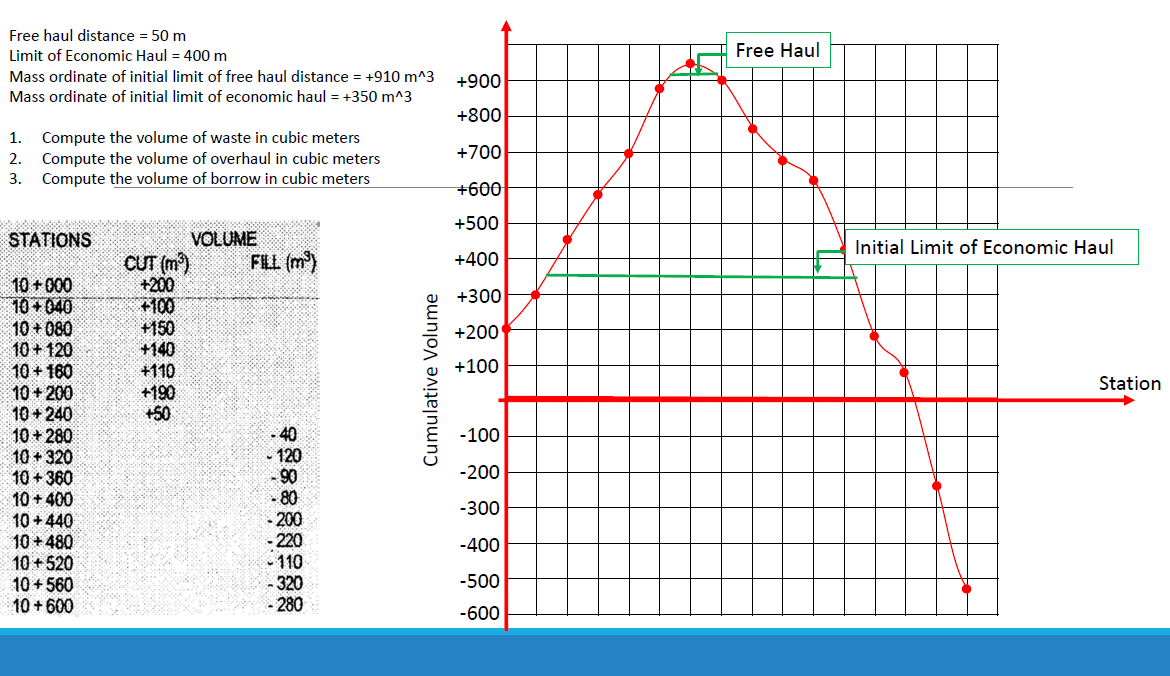 Free haul distance = 50 m
Limit of Economic Haul = 400 m
Mass ordinate of initial limit of free haul distance = +910 m^3
Mass ordinate of initial limit of economic haul = +350 m^3
1. Compute the volume of waste in cubic meters
2. Compute the volume of overhaul in cubic meters
3. Compute the volume of borrow in cubic meters
STATIONS VOLUME
CUT (m³) FILL (m³)
10 + 000 +200
10 + 040 +100
10 + 080 +150
10 + 120 +140
10 + 160 +110
10 + 200 +190
10 + 240 +50
10 + 280 - 40
10 + 320 - 120
10 + 360 - 90
10 + 400 - 80
10 + 440 - 200
10 + 480 - 220
10 + 520 - 110
10 + 560 - 320
10 + 600 - 280
Cumulative Volume
+900
+800
+700
+600
+500
+400
+300
+200
+100
-100
-200
-300
-400
-500
-600
Free Haul
Initial Limit of Economic Haul
Station